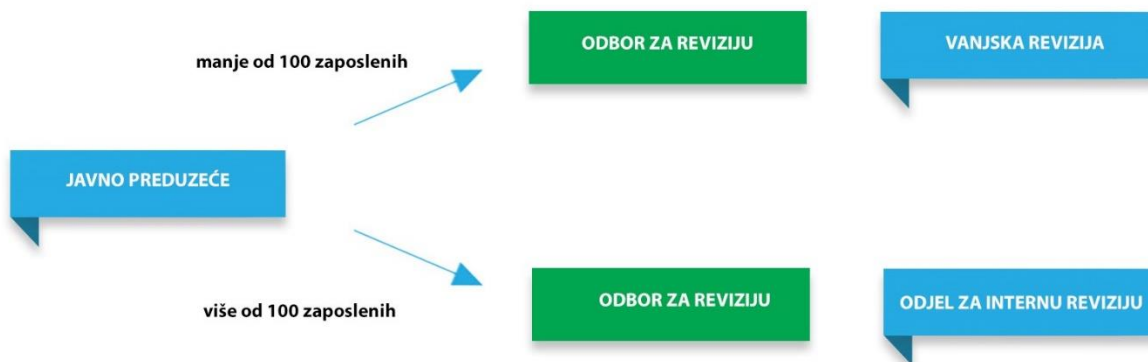 manje od 100 zaposlenih
ODBOR ZA REVIZIJU
VANJSKA REVIZIJA
JAVNO PREDUZEĆE
više od 100 zaposlenih
ODBOR ZA REVIZIJU
ODJEL ZA INTERNU REVIZIJU